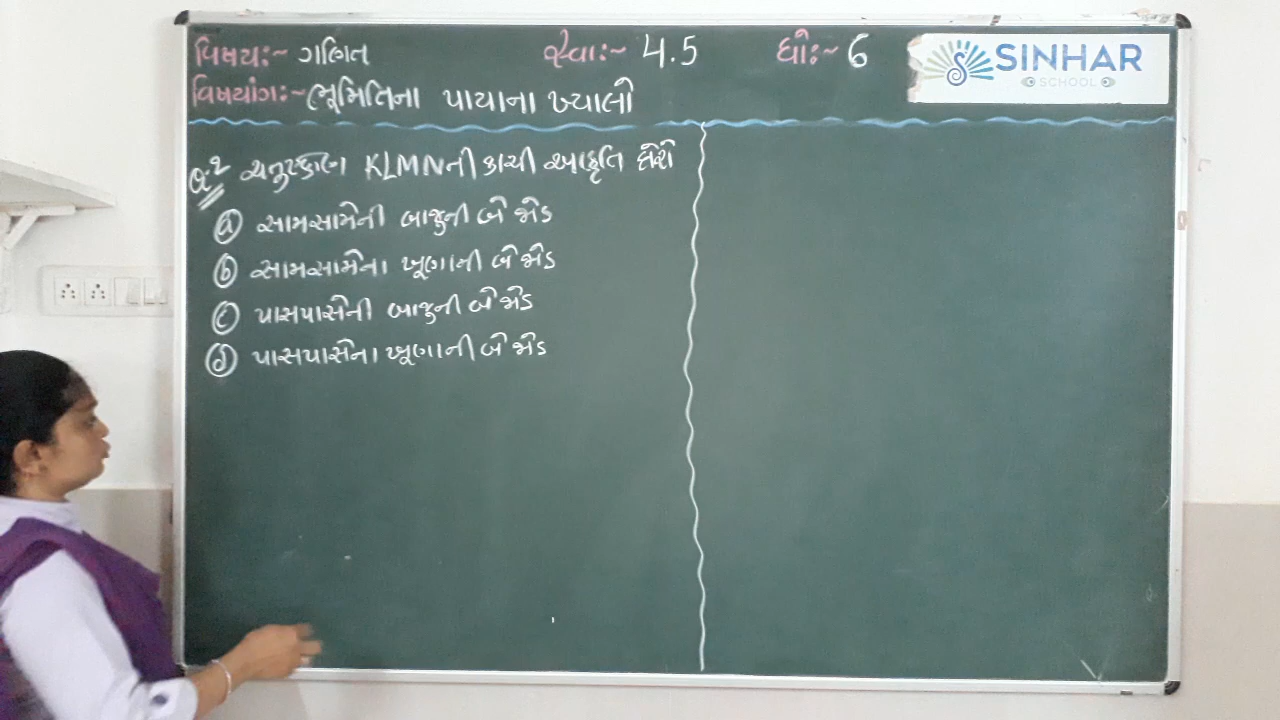 વિષય:~ ગણિત સ્વા:~ 4.5 ધો:~ 6
SINHAR
SCHOOL
વિષયાંગ:~ ભૂમિતિના પાયાના ખ્યાલો
Q:2 ચતુષ્કોણ KLMNની કાચી આકૃતિ દોરો
ⓐ સામસામેની બાજુની બે જોડ
ⓑ સામસામેના ખૂણાની બે જોડ
ⓒ પાસપાસેની બાજુની બે જોડ
ⓓ પાસપાસેના ખૂણાની બે જોડ